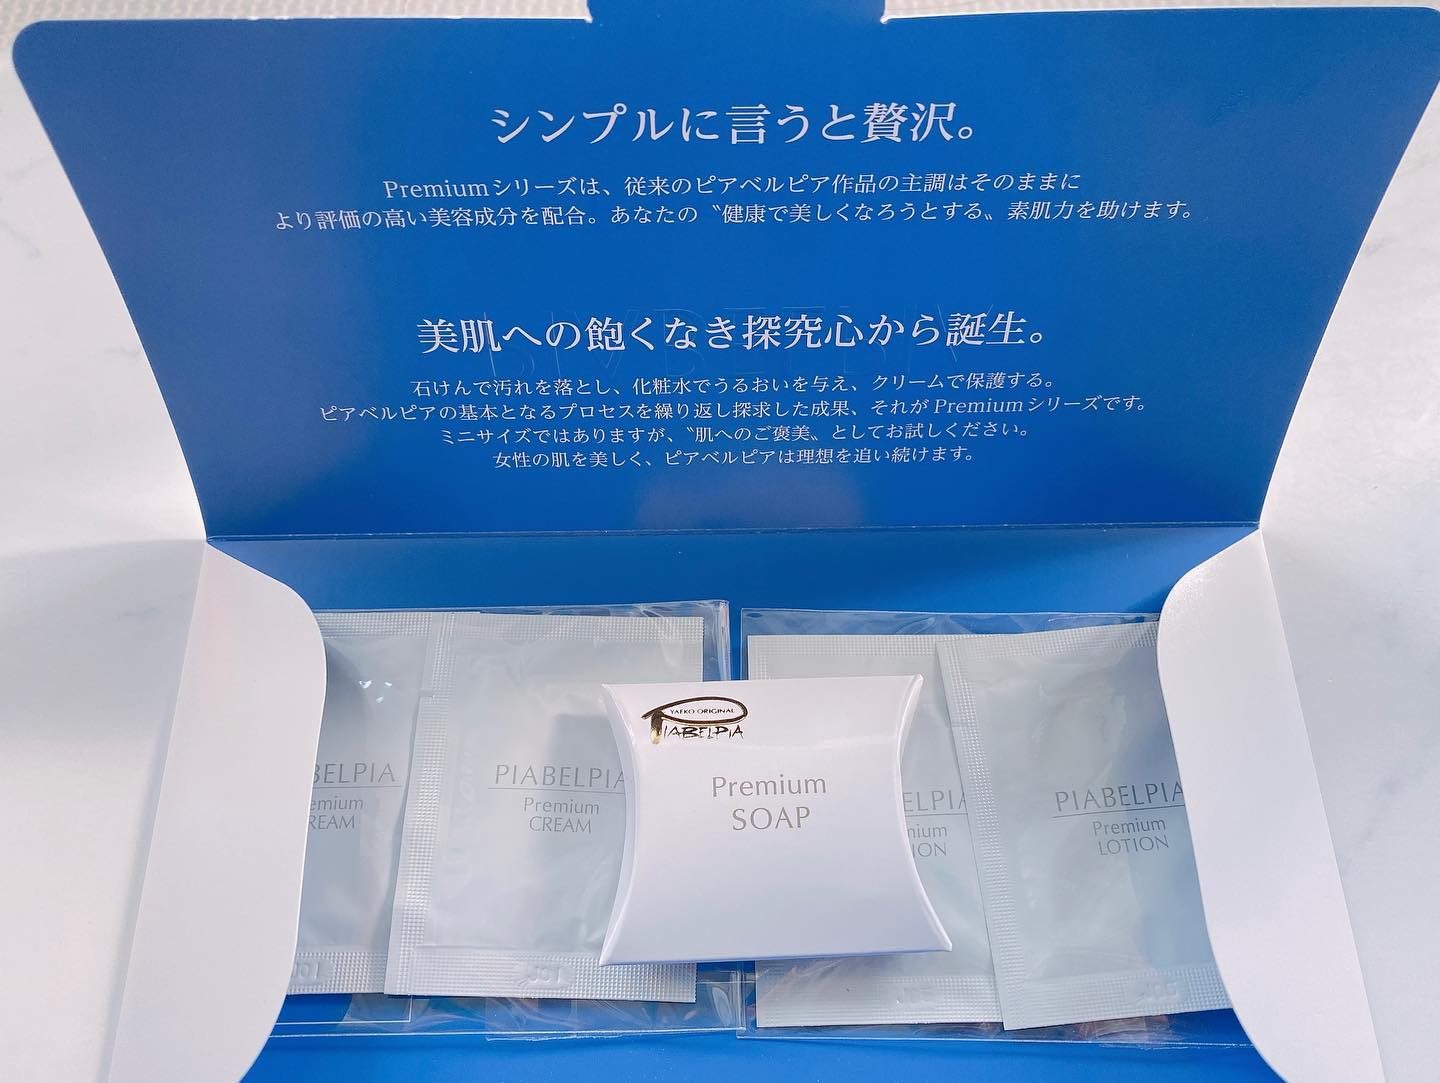 シンプルに言うと贅沢。
Premiumシリーズは、従来のピアベルピア作品の主調はそのままに
より評価の高い美容成分を配合。あなたの〝健康で美しくなろうとする〟素肌力を助けます。
美肌への飽くなき探究心から誕生。
石けんで汚れを落とし、化粧水でうるおいを与え、クリームで保護する。
ピアベルピアの基本となるプロセスを繰り返し探求した成果、それがPremiumシリーズです。
ミニサイズではありますが、〝肌へのご褒美〟としてお試しください。
女性の肌を美しく、ピアベルピアは理想を追い続けます。
BELPIA
emium
REAM
PIABELPIA
Premium
CREAM
YAEKO ORIGINAL
PIABELPIA
Premium
SOAP
ELPIA
nium
ION
PIABELPIA
Premium
LOTION